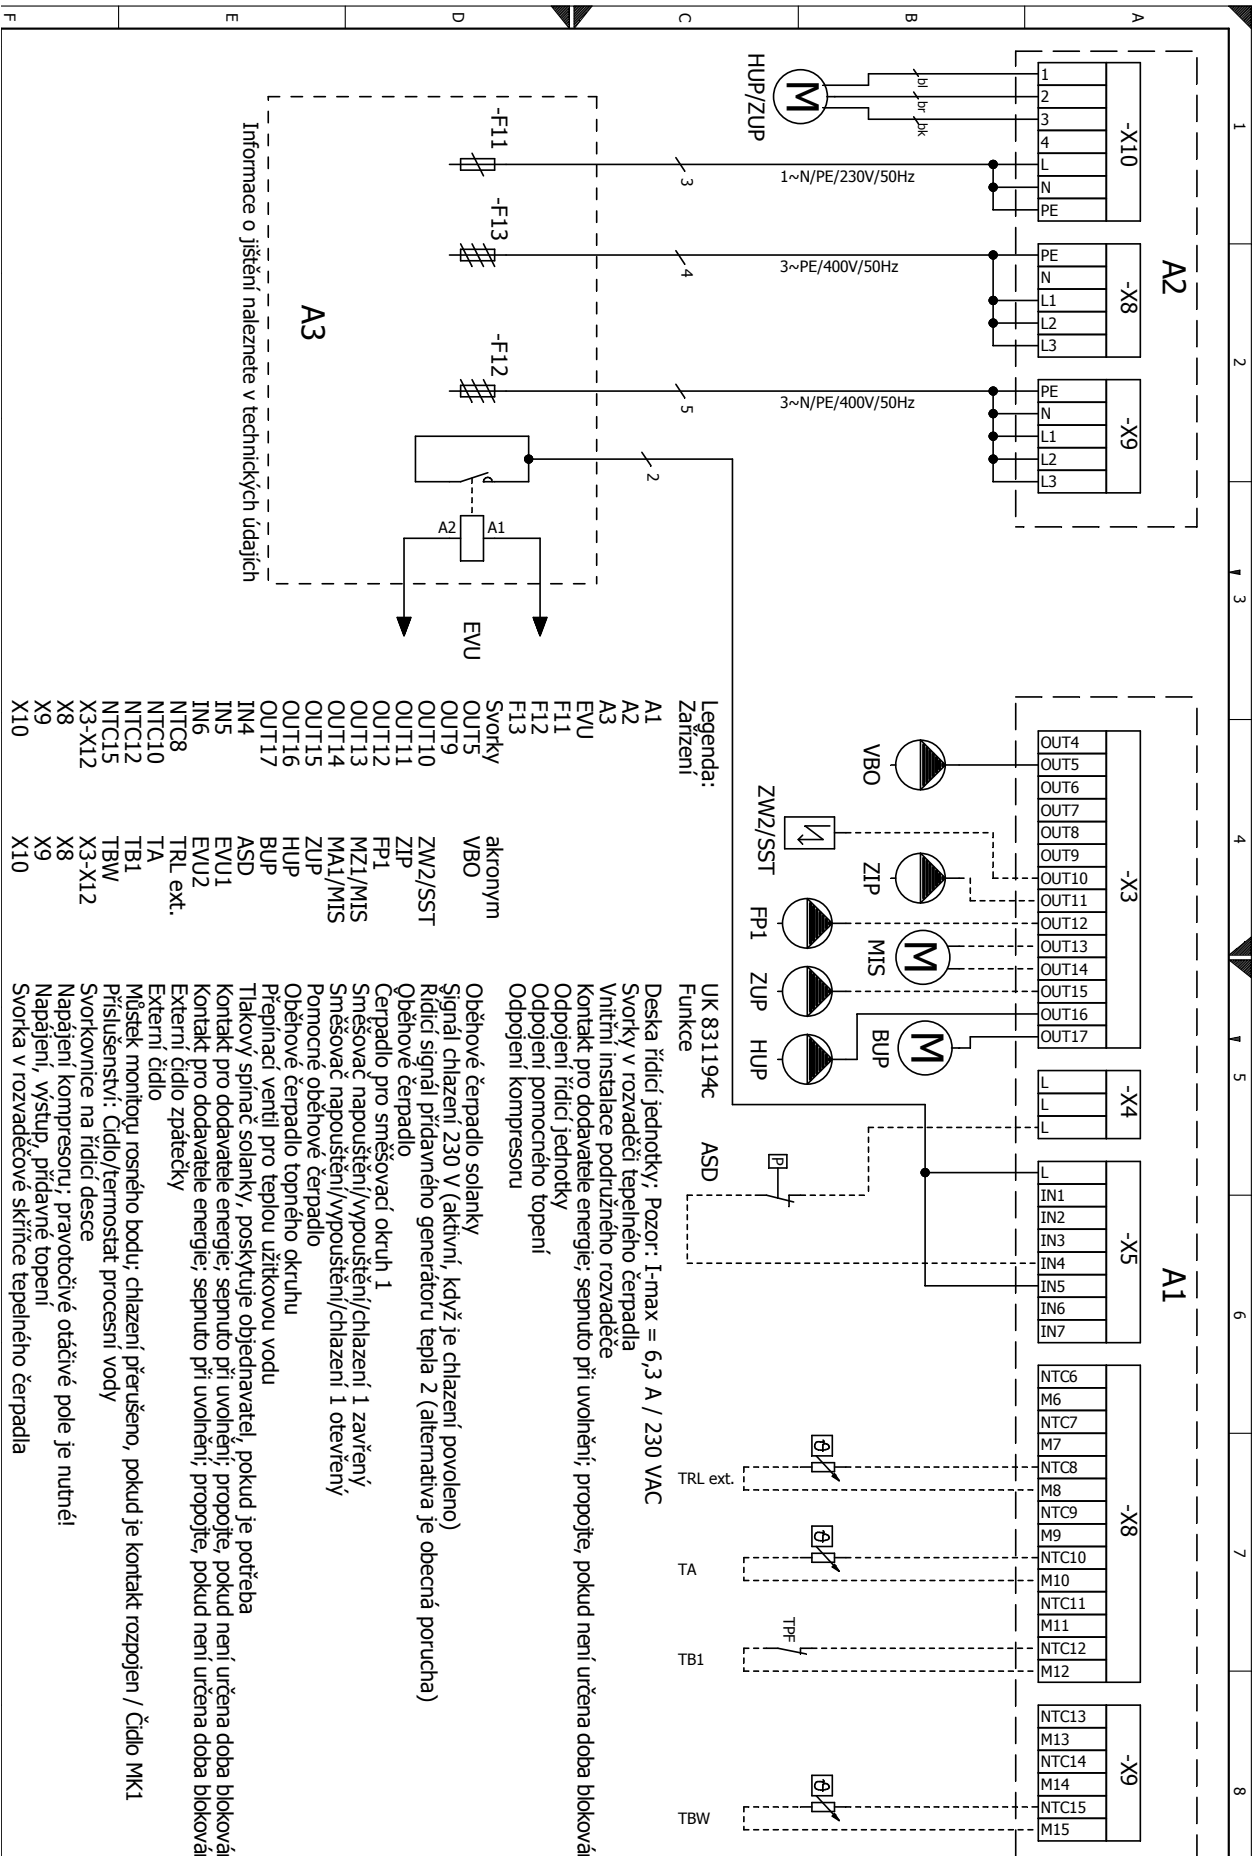 1
2
3
4
5
6
7
8
A
B
C
D
E
F
A2
-X10
1
2
3
4
L
N
PE
-X8
PE
N
L1
L2
L3
-X9
PE
N
L1
L2
L3
bl
br
bk
HUP/ZUP
M
1~N/PE/230V/50Hz
3~PE/400V/50Hz
3~N/PE/400V/50Hz
3
4
5
2
-F11
-F13
-F12
A3
A2
A1
EVU
Informace o jištění naleznete v technických údajích
A1
-X3
OUT4
OUT5
OUT6
OUT7
OUT8
OUT9
OUT10
OUT11
OUT12
OUT13
OUT14
OUT15
OUT16
OUT17
-X4
L
L
L
-X5
L
IN1
IN2
IN3
IN4
IN5
IN6
IN7
-X8
NTC6
M6
NTC7
M7
NTC8
M8
NTC9
M9
NTC10
M10
NTC11
M11
NTC12
M12
-X9
NTC13
M13
NTC14
M14
NTC15
M15
VBO
ZW2/SST
ZIP
FP1
M
MIS
ZUP
HUP
M
BUP
P
ASD
ϑ
TRL ext.
ϑ
TA
TPF
TB1
ϑ
TBW
Legenda: UK 831194c
Zařízení Funkce
A1 Deska řídicí jednotky; Pozor: I-max = 6,3 A / 230 VAC
A2 Svorky v rozvaděči tepelného čerpadla
A3 Vnitřní instalace podružného rozvaděče
EVU Kontakt pro dodavatele energie; sepnuto při uvolnění; propojte, pokud není určena doba blokován
F11 Odpojení řídicí jednotky
F12 Odpojení pomocného topení
F13 Odpojení kompresoru
Svorky akronym
OUT5 VBO Oběhové čerpadlo solanky
OUT9 Signál chlazení 230 V (aktivní, když je chlazení povoleno)
OUT10 ZW2/SST Řídicí signál přídavného generátoru tepla 2 (alternativa je obecná porucha)
OUT11 ZIP Oběhové čerpadlo
OUT12 FP1 Čerpadlo pro směšovací okruh 1
OUT13 MZ1/MIS Směšovač napouštění/vypouštění/chlazení 1 zavřený
OUT14 MA1/MIS Směšovač napouštění/vypouštění/chlazení 1 otevřený
OUT15 ZUP Pomocné oběhové čerpadlo
OUT16 HUP Oběhové čerpadlo topného okruhu
OUT17 BUP Přepínací ventil pro teplou užitkovou vodu
IN4 ASD Tlakový spínač solanky, poskytuje objednavatel, pokud je potřeba
IN5 EVU1 Kontakt pro dodavatele energie; sepnuto při uvolnění; propojte, pokud není určena doba blokován
IN6 EVU2 Kontakt pro dodavatele energie; sepnuto při uvolnění; propojte, pokud není určena doba blokován
NTC8 TRL ext. Externí čidlo zpátečky
NTC10 TA Externí čidlo
NTC12 TB1 Můstek monitoru rosného bodu; chlazení přerušeno, pokud je kontakt rozpojen / Čidlo MK1
NTC15 TBW Příslušenství: Čidlo/termostat procesní vody
X3-X12 X3-X12 Svorkovnice na řídicí desce
X8 X8 Napájení kompresoru; pravotočivé otáčivé pole je nutné!
X9 X9 Napájení, výstup, přídavné topení
X10 X10 Svorka v rozvaděčové skříňce tepelného čerpadla